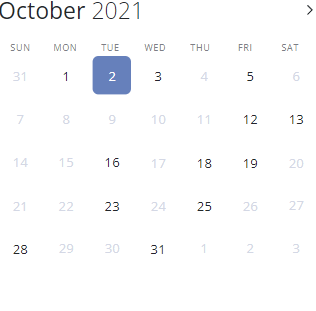 October 2021
SUN MON TUE WED THU FRI SAT
31 1 2 3 4 5 6
7 8 9 10 11 12 13
14 15 16 17 18 19 20
21 22 23 24 25 26 27
28 29 30 31 1 2 3